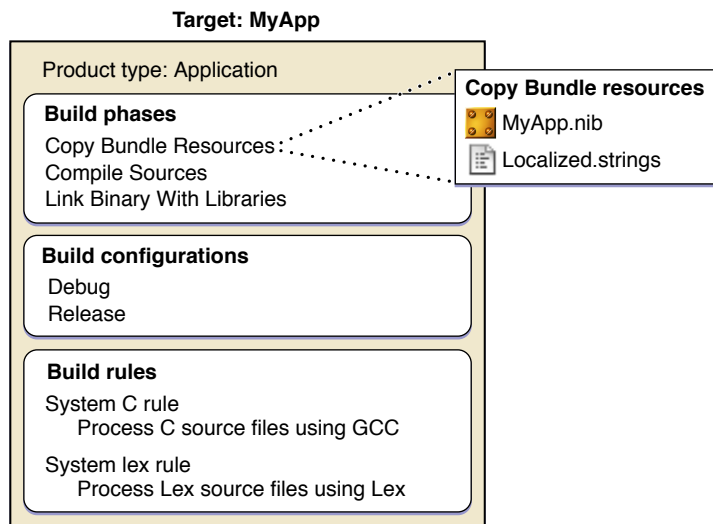 Target: MyApp
Product type: Application
Build phases
Copy Bundle Resources
Compile Sources
Link Binary With Libraries
Copy Bundle resources
MyApp.nib
Localized.strings
Build configurations
Debug
Release
Build rules
System C rule
Process C source files using GCC
System lex rule
Process Lex source files using Lex